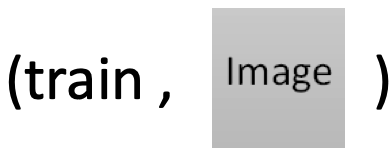 (train , Image )